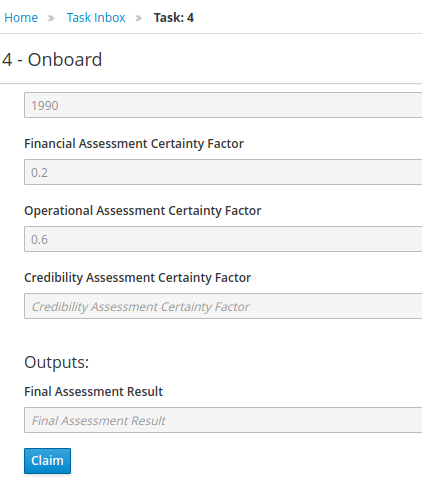 Home » Task Inbox » Task: 4
4 - Onboard
1990
Financial Assessment Certainty Factor
0.2
Operational Assessment Certainty Factor
0.6
Credibility Assessment Certainty Factor
Credibility Assessment Certainty Factor
Outputs:
Final Assessment Result
Final Assessment Result
Claim